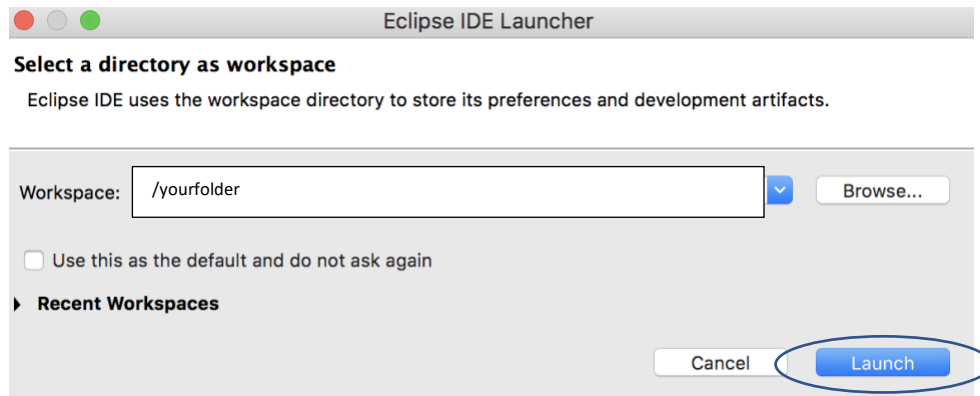 Eclipse IDE Launcher
Select a directory as workspace
Eclipse IDE uses the workspace directory to store its preferences and development artifacts.
Workspace: /yourfolder Browse...
Use this as the default and do not ask again
Recent Workspaces
Cancel Launch